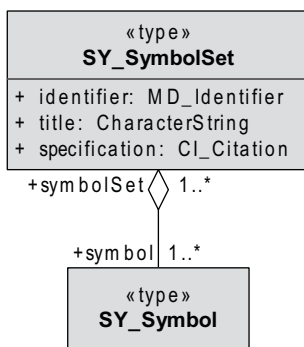 «type»
SY_SymbolSet
+ identifier: MD_Identifier
+ title: CharacterString
+ specification: CI_Citation
+symbolSet 1..*
+symbol 1..*
«type»
SY_Symbol